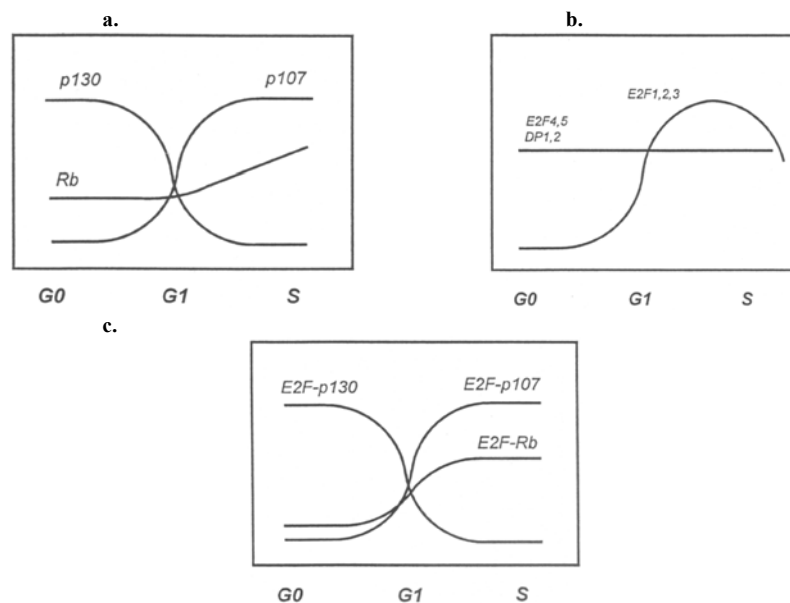 a.
p130 p107
Rb
G0 G1 S
b.
E2F1,2,3
E2F4,5
DP1,2
G0 G1 S
c.
E2F-p130 E2F-p107
E2F-Rb
G0 G1 S